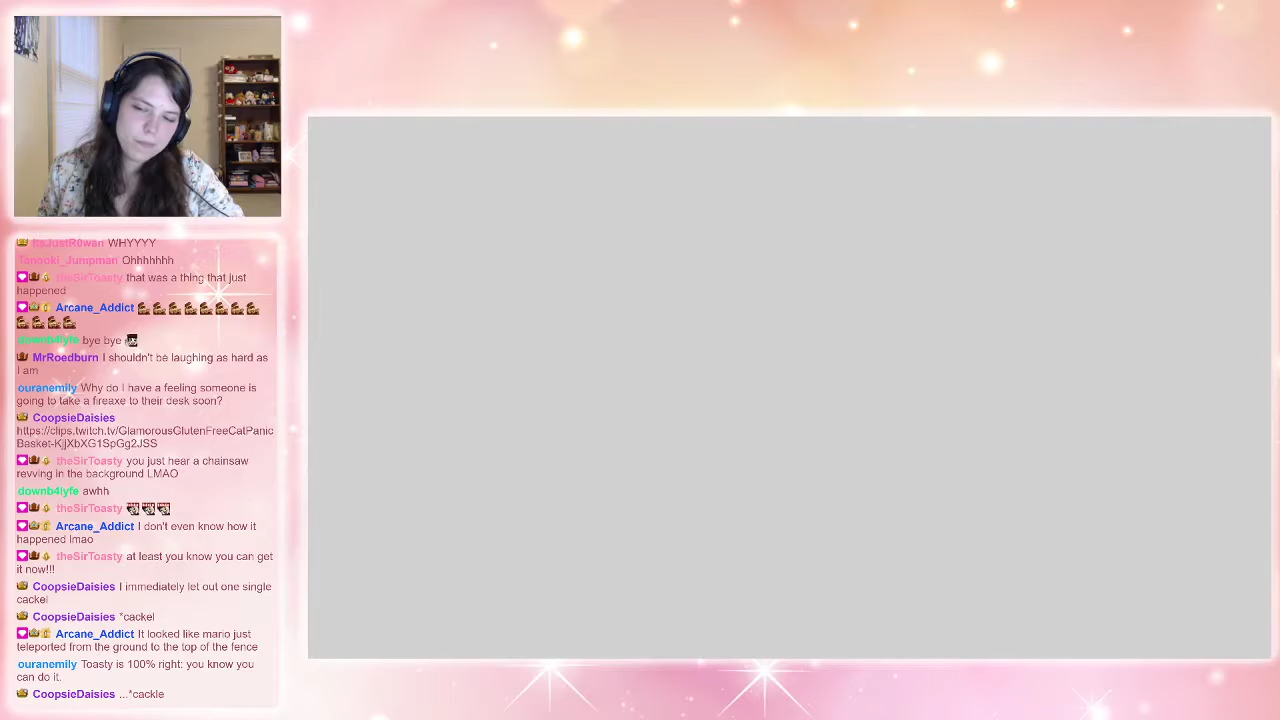 ItsJustR0wan WHYYYY
Tanooki_Jumpman Ohhhhhh
theSirToasty that was a thing that just
happened
Arcane_Addict
downb4lyfe bye bye
MrRoedburn I shouldn't be laughing as hard as
I am
ouranemily Why do I have a feeling someone is
going to take a fireaxe to their desk soon?
CoopsieDaisies
https://clips.twitch.tv/GlamorousGlutenFreeCatPanic
Basket-KjjXbXG1SpGg2JSS
theSirToasty you just hear a chainsaw
revving in the background LMAO
downb4lyfe awhh
theSirToasty
Arcane_Addict I don't even know how it
happened lmao
theSirToasty at least you know you can get
it now!!!
CoopsieDaisies I immediately let out one single
cackel
CoopsieDaisies *cackel
Arcane_Addict It looked like mario just
teleported from the ground to the top of the fence
ouranemily Toasty is 100% right: you know you
can do it.
CoopsieDaisies ...*cackle